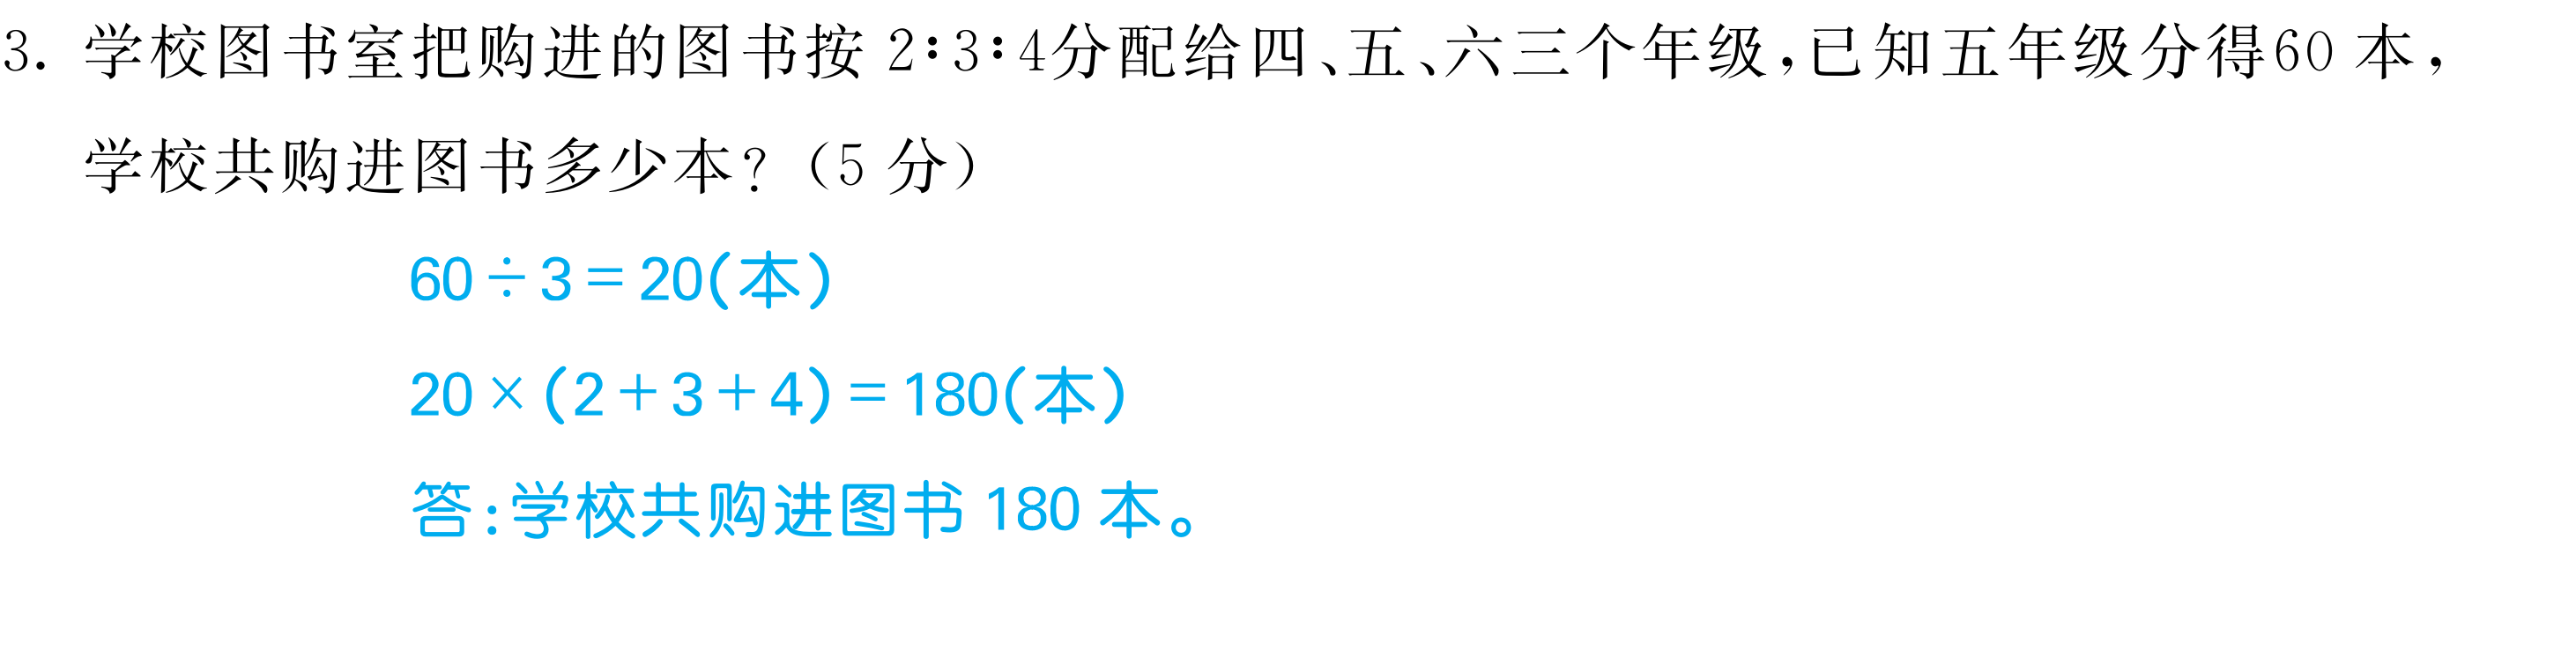 3. 学校图书室把购进的图书按 2∶3∶4分配给四、五、六三个年级,已知五年级分得60 本,
学校共购进图书多少本?（5 分）
60÷3=20(本)
20×(2+3+4)=180(本)
答:学校共购进图书 180 本。